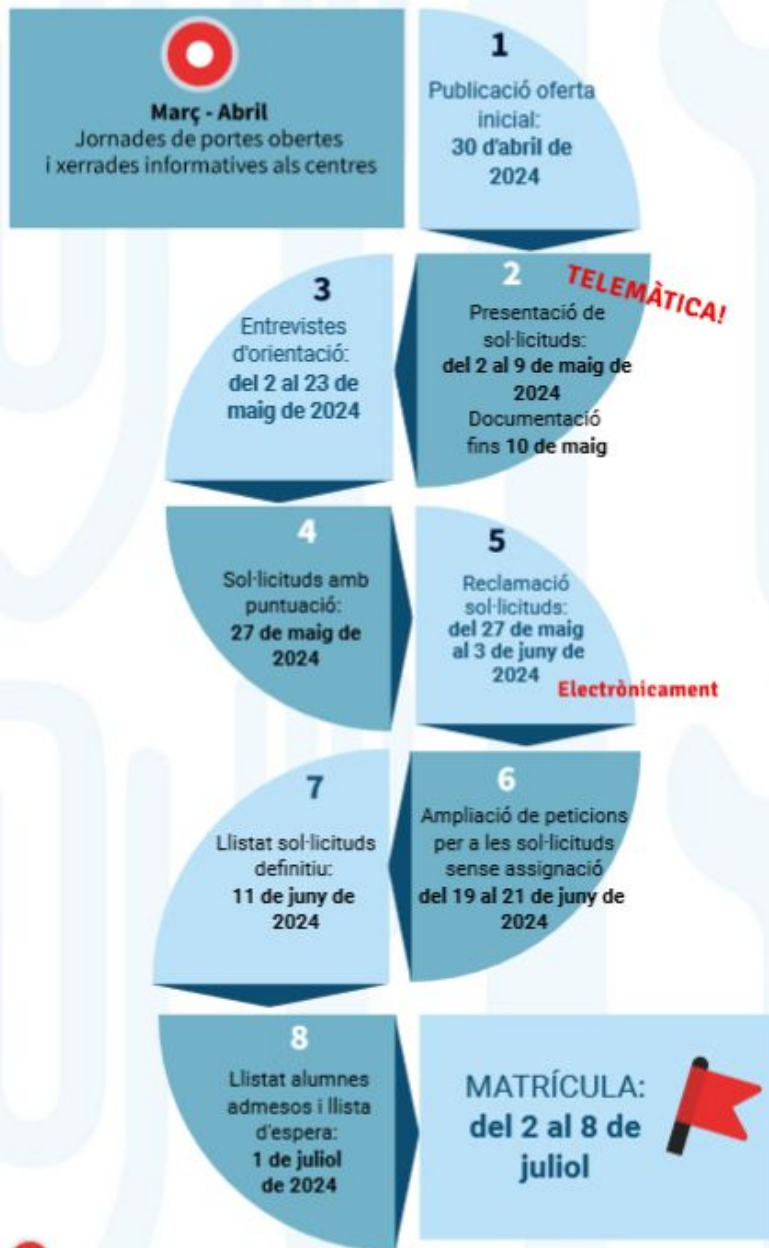 Març - Abril
Jornades de portes obertes
i xerrades informatives als centres
1
Publicació oferta
inicial:
30 d'abril de
2024
2
TELEMÀTICA!
Presentació de
sol·licituds:
del 2 al 9 de maig de
2024
Documentació
fins 10 de maig
3
Entrevistes
d'orientació:
del 2 al 23 de
maig de 2024
4
Sol·licituds amb
puntuació:
27 de maig de
2024
5
Reclamació
sol·licituds:
del 27 de maig
al 3 de juny de
2024
Electrònicament
6
Ampliació de peticions
per a les sol·licituds
sense assignació
del 19 al 21 de juny de
2024
7
Llistat sol·licituds
definitiu:
11 de juny de
2024
8
Llistat alumnes
admesos i llista
d'espera:
1 de juliol
de 2024
MATRÍCULA:
del 2 al 8 de
juliol